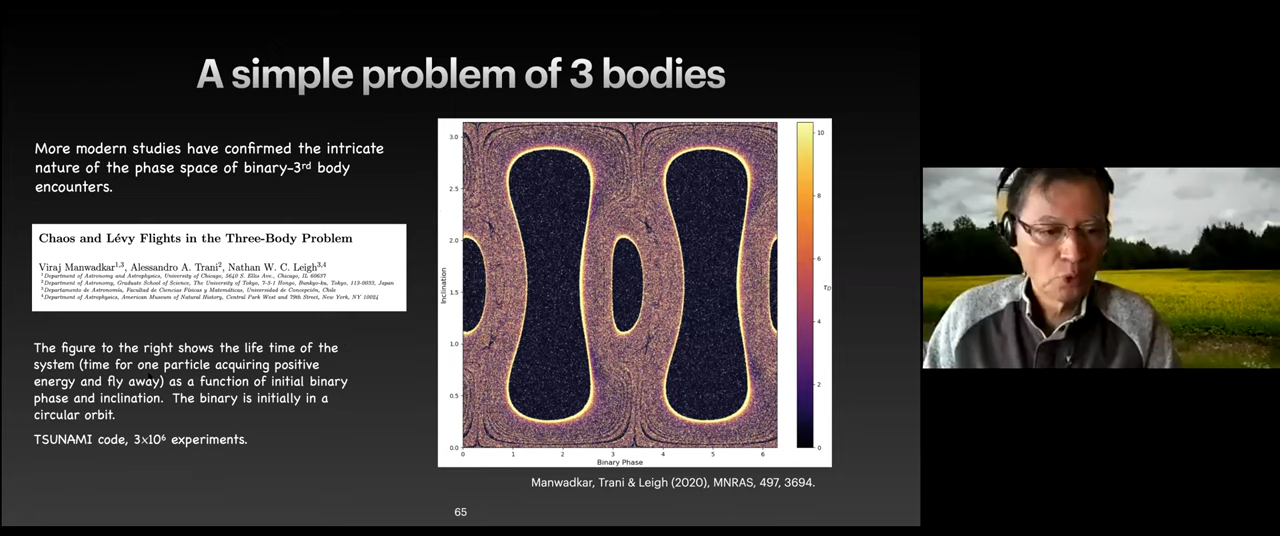 A simple problem of 3 bodies
More modern studies have confirmed the intricate
nature of the phase space of binary-3rd body
encounters.
Chaos and Lévy Flights in the Three-Body Problem
Viraj Manwadkar1,3, Alessandro A. Trani2, Nathan W. C. Leigh3,4
1Department of Astronomy and Astrophysics, University of Chicago, 5640 S. Ellis Ave., Chicago, IL 60637
2Department of Astronomy, Graduate School of Science, The University of Tokyo, 7-3-1 Hongo, Bunkyo-ku, Tokyo, 113-0033, Japan
3Departamento de Astronomía, Facultad de Ciencias Físicas y Matemáticas, Universidad de Concepción, Chile
4Department of Astrophysics, American Museum of Natural History, Central Park West and 79th Street, New York, NY 10024
The figure to the right shows the life time of the
system (time for one particle acquiring positive
energy and fly away) as a function of initial binary
phase and inclination. The binary is initially in a
circular orbit.
TSUNAMI code, 3x10⁶ experiments.
3.0
2.5
2.0
1.5
1.0
0.5
0.0
Inclination
0 1 2 3 4 5 6
Binary Phase
10
8
6
4
2
0
τD
Manwadkar, Trani & Leigh (2020), MNRAS, 497, 3694.
65